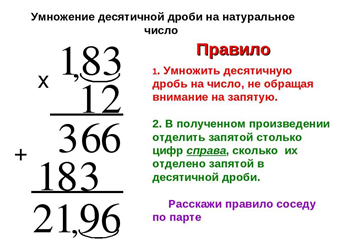 Умножение десятичной дроби на натуральное
число
1,83
х
12
366
+
183
21,96
Правило
1. Умножить десятичную
дробь на число, не обращая
внимание на запятую.
2. В полученном произведении
отделить запятой столько
цифр справа, сколько их
отделено запятой в
десятичной дроби.
Расскажи правило соседу
по парте